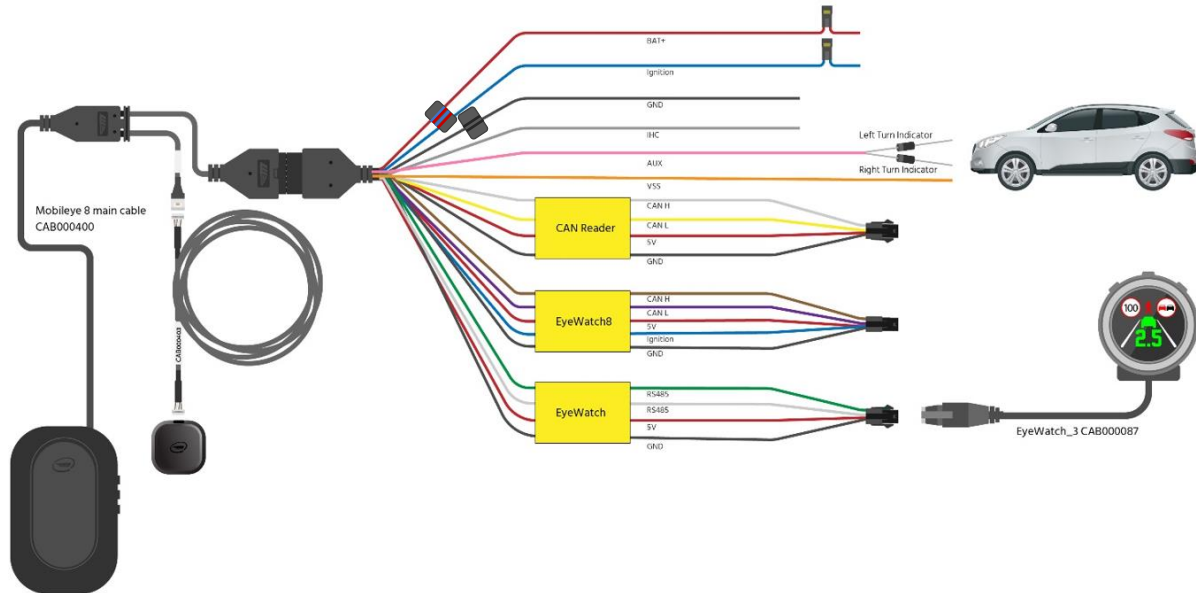 BAT+
Ignition
GND
IHC
Left Turn Indicator
AUX
Right Turn Indicator
VSS
Mobileye 8 main cable
CAB000400
CAN Reader
CAN H
CAN L
5V
GND
CAB000403
EyeWatch8
CAN H
CAN L
5V
Ignition
GND
100
2.5
EyeWatch
RS485
RS485
5V
GND
EyeWatch_3 CAB000087